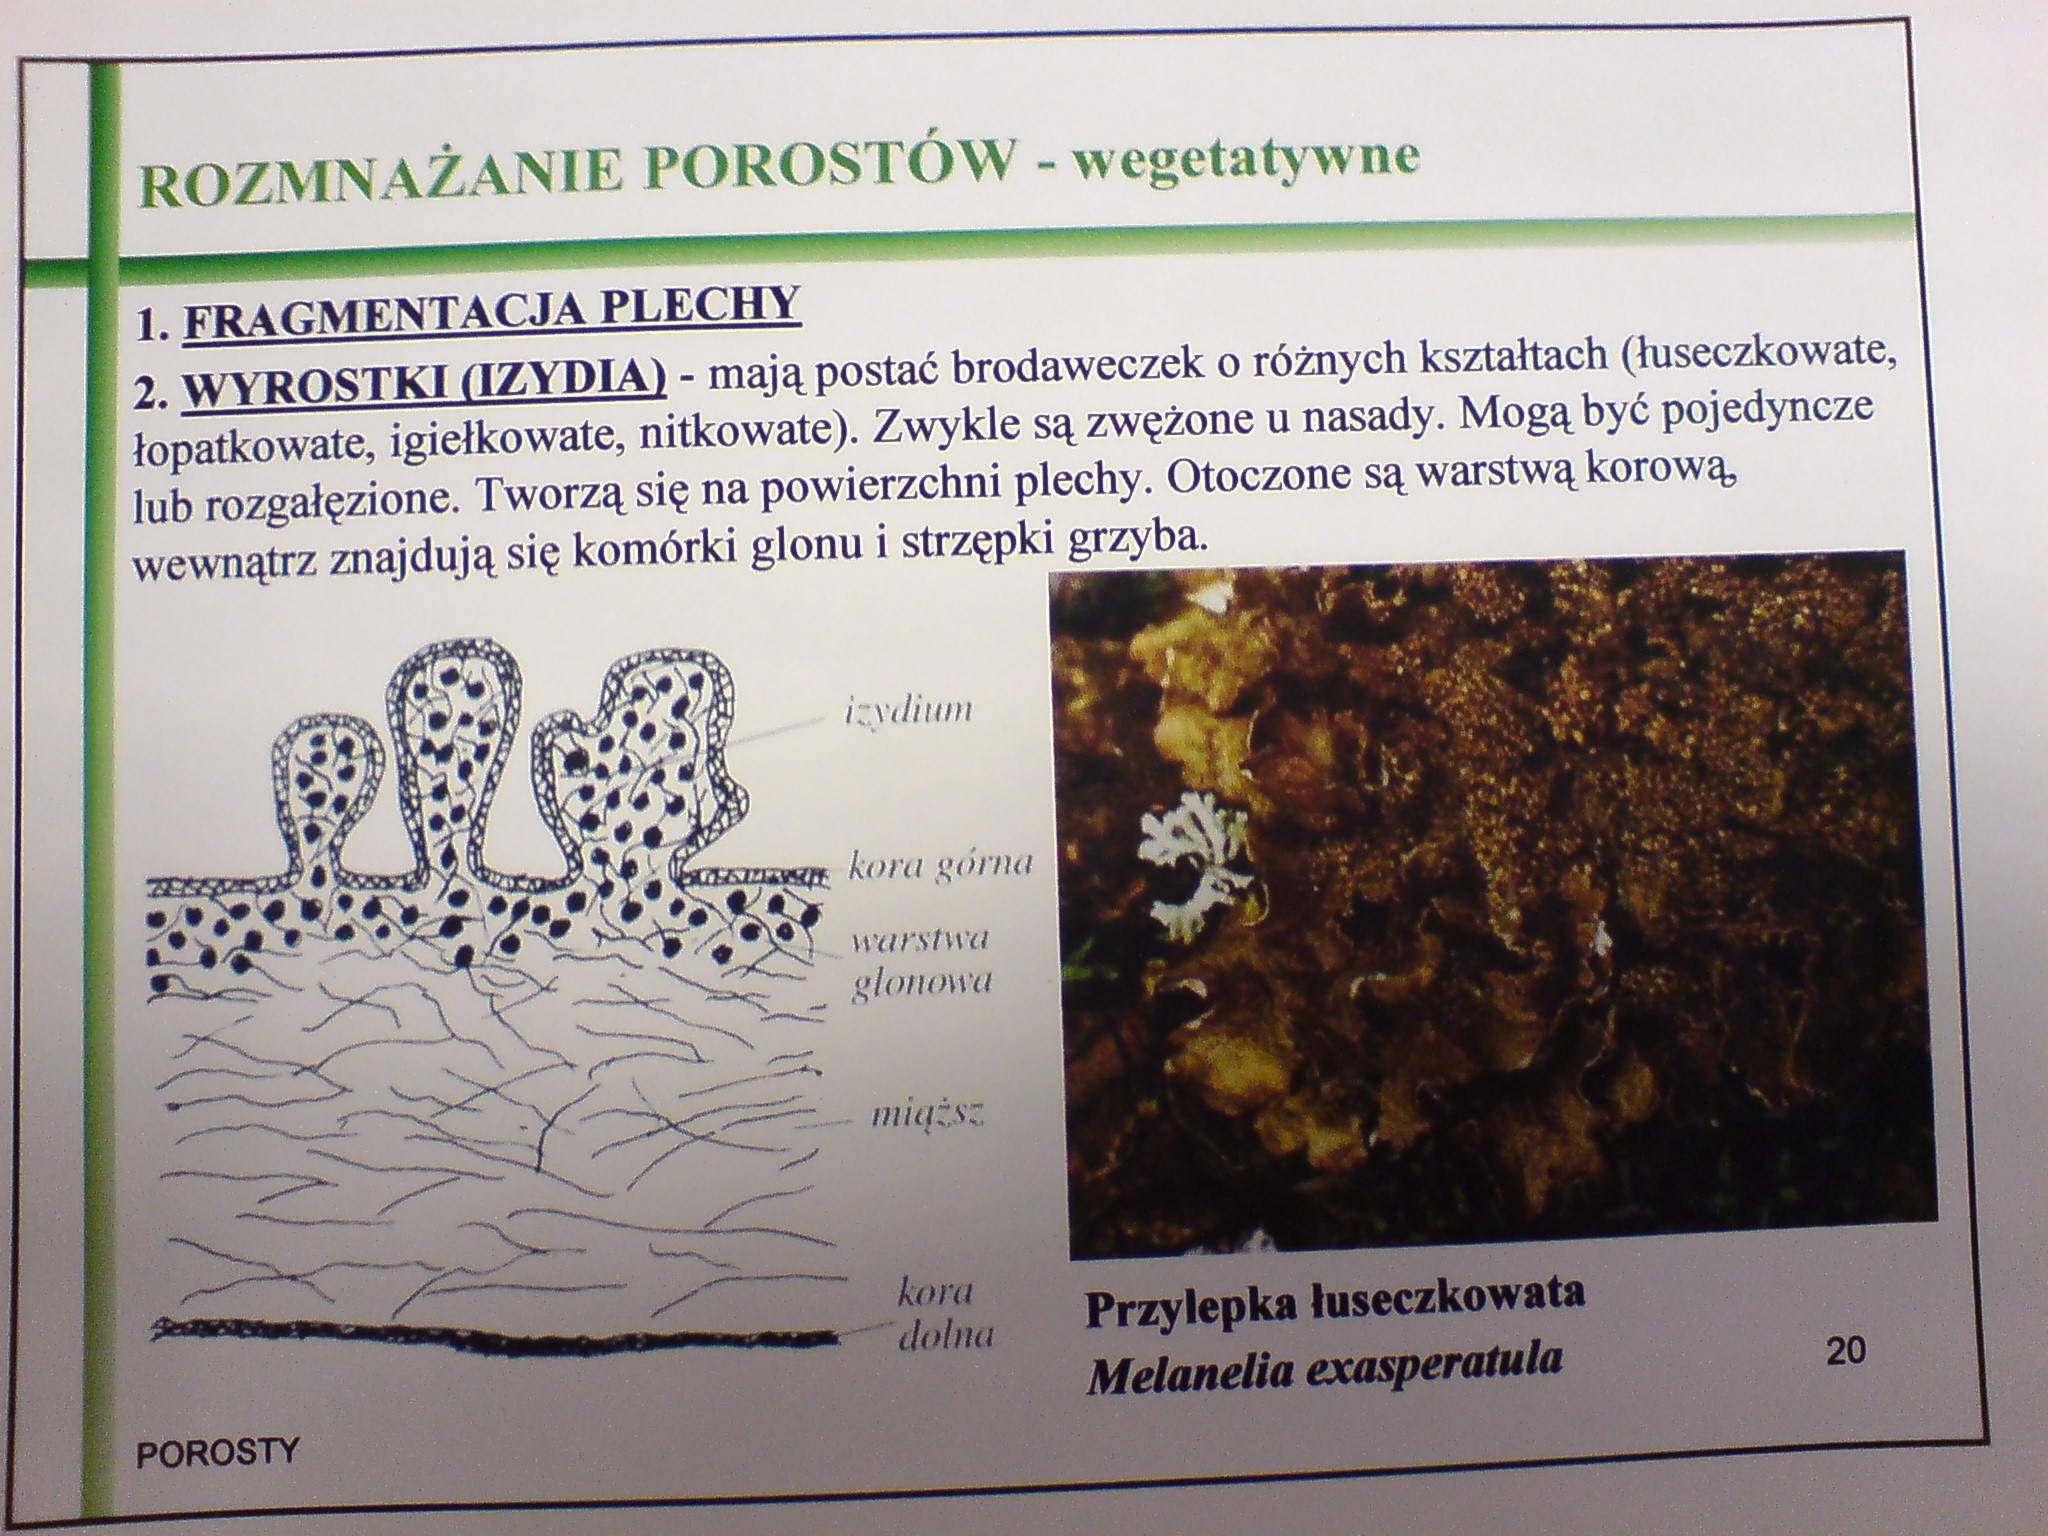 ROZMNAŻANIE POROSTÓW - wegetatywne
1. FRAGMENTACJA PLECHY
2. WYROSTKI (IZYDIA) - mają postać brodaweczek o różnych kształtach (łuseczkowate,
łopatkowate, igiełkowate, nitkowate). Zwykle są zwężone u nasady. Mogą być pojedyncze
lub rozgałęzione. Tworzą się na powierzchni plechy. Otoczone są warstwą korową,
wewnątrz znajdują się komórki glonu i strzępki grzyba.
izydium
kora górna
warstwa
glonowa
miąższ
kora
dolna
Przylepka łuseczkowata
Melanelia exasperatula
20
POROSTY